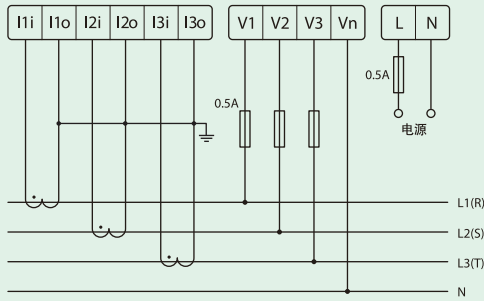 I1i I1o I2i I2o I3i I3o V1 V2 V3 Vn L N
0.5A
0.5A
电源
L1(R)
L2(S)
L3(T)
N